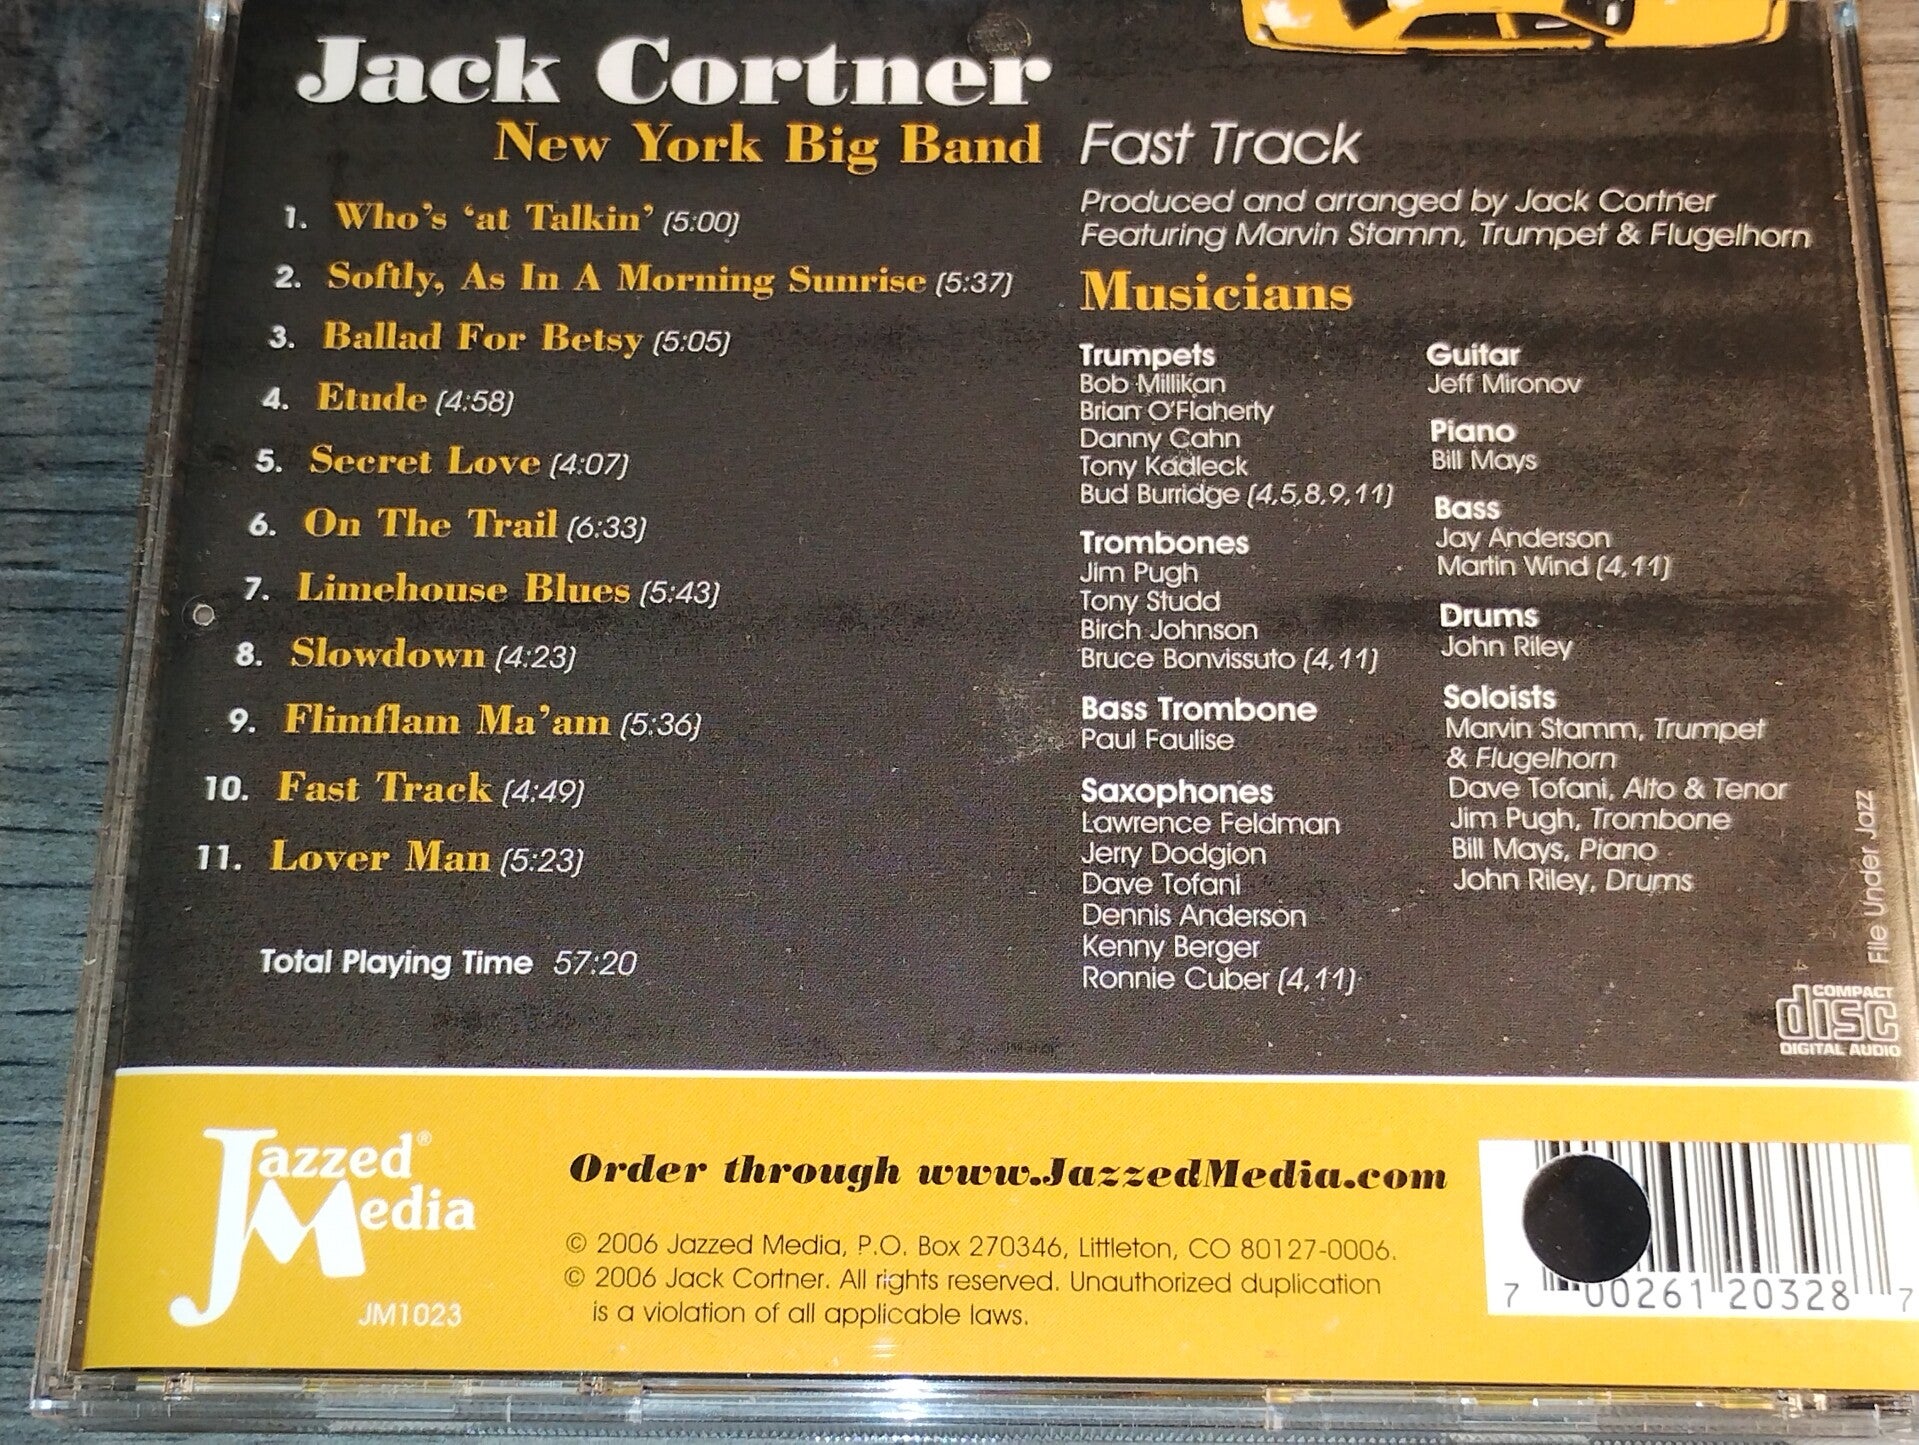 Jack Cortner
New York Big Band
1. Who's 'at Talkin' (5:00)
2. Softly, As In A Morning Sunrise (5:37)
3. Ballad For Betsy (5:05)
4. Etude (4:58)
5. Secret Love (4:07)
6. On The Trail (6:33)
7. Limehouse Blues (5:43)
8. Slowdown (4:23)
9. Flimflam Ma'am (5:36)
10. Fast Track (4:49)
11. Lover Man (5:23)
Total Playing Time 57:20
Fast Track
Produced and arranged by Jack Cortner
Featuring Marvin Stamm, Trumpet & Flugelhorn
Musicians
Trumpets
Bob Millikan
Brian O'Flaherty
Danny Cahn
Tony Kadleck
Bud Burridge (4,5,8,9,11)
Trombones
Jim Pugh
Tony Studd
Birch Johnson
Bruce Bonvissuto (4,11)
Bass Trombone
Paul Faulise
Saxophones
Lawrence Feldman
Jerry Dodgion
Dave Tofani
Dennis Anderson
Kenny Berger
Ronnie Cuber (4,11)
Guitar
Jeff Mironov
Piano
Bill Mays
Bass
Jay Anderson
Martin Wind (4,11)
Drums
John Riley
Soloists
Marvin Stamm, Trumpet
& Flugelhorn
Dave Tofani, Alto & Tenor
Jim Pugh, Trombone
Bill Mays, Piano
John Riley, Drums
File Under Jazz
COMPACT
disc
DIGITAL AUDIO
Jazzed®
Media
JM1023
Order through www.JazzedMedia.com
© 2006 Jazzed Media, P.O. Box 270346, Littleton, CO 80127-0006.
© 2006 Jack Cortner. All rights reserved. Unauthorized duplication
is a violation of all applicable laws.
7 00261 20328 7